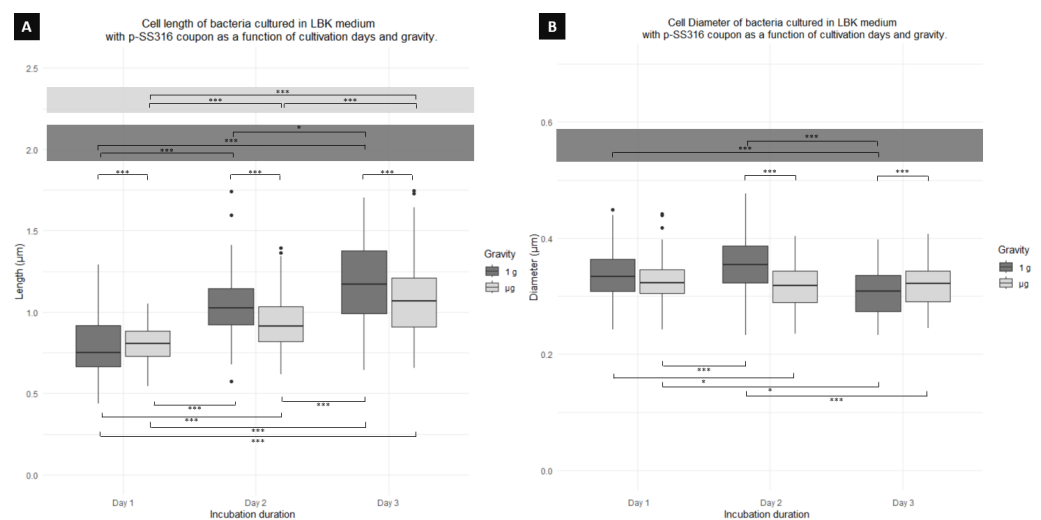 A
Cell length of bacteria cultured in LBK medium
with p-SS316 coupon as a function of cultivation days and gravity.
2.5
2.0
1.5
1.0
0.5
0.0
Length (µm)
***
***
***
*
***
***
***
***
***
***
***
***
***
***
Day 1
Day 2
Day 3
Incubation duration
Gravity
1 g
µg
B
Cell Diameter of bacteria cultured in LBK medium
with p-SS316 coupon as a function of cultivation days and gravity.
0.6
0.4
0.2
0.0
Diameter (µm)
***
***
***
***
***
*
*
***
Day 1
Day 2
Day 3
Incubation duration
Gravity
1 g
µg